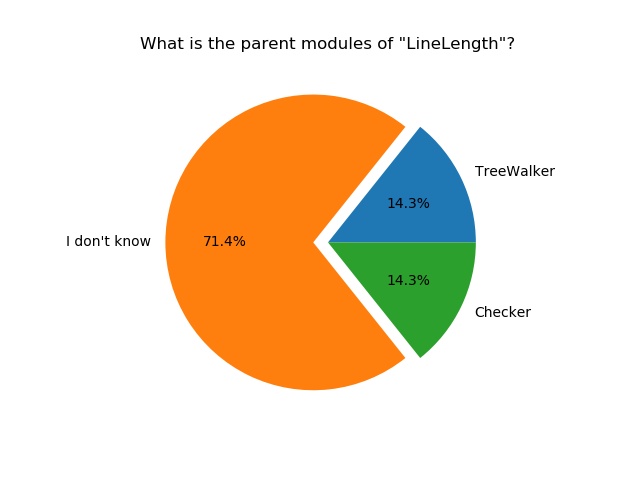 What is the parent modules of "LineLength"?
TreeWalker
14.3%
I don't know
71.4%
14.3%
Checker